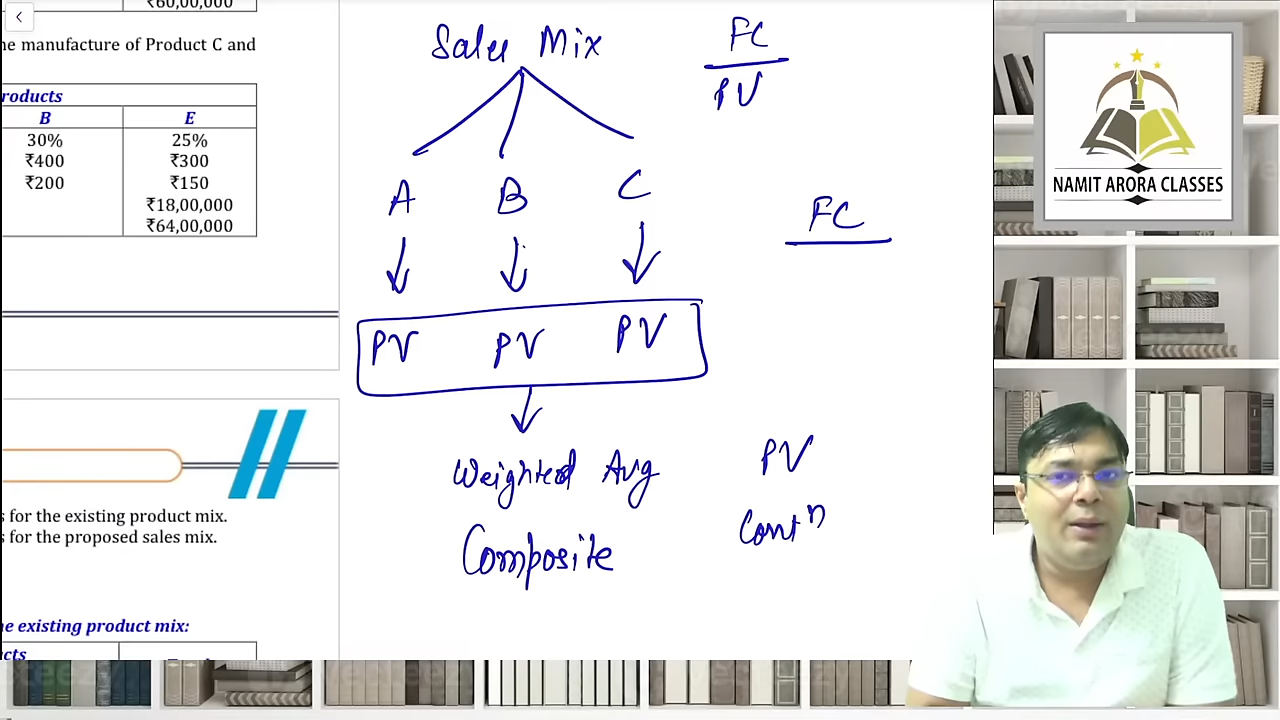 ₹60,00,000
he manufacture of Product C and
roducts
B E
30% 25%
₹400 ₹300
₹200 ₹150
₹18,00,000
₹64,00,000
s for the existing product mix.
s for the proposed sales mix.
e existing product mix:
cts
Sales Mix
FC
PV
A B C
FC
PV PV PV
Weighted Avg PV
Composite Contⁿ
NAMIT ARORA CLASSES